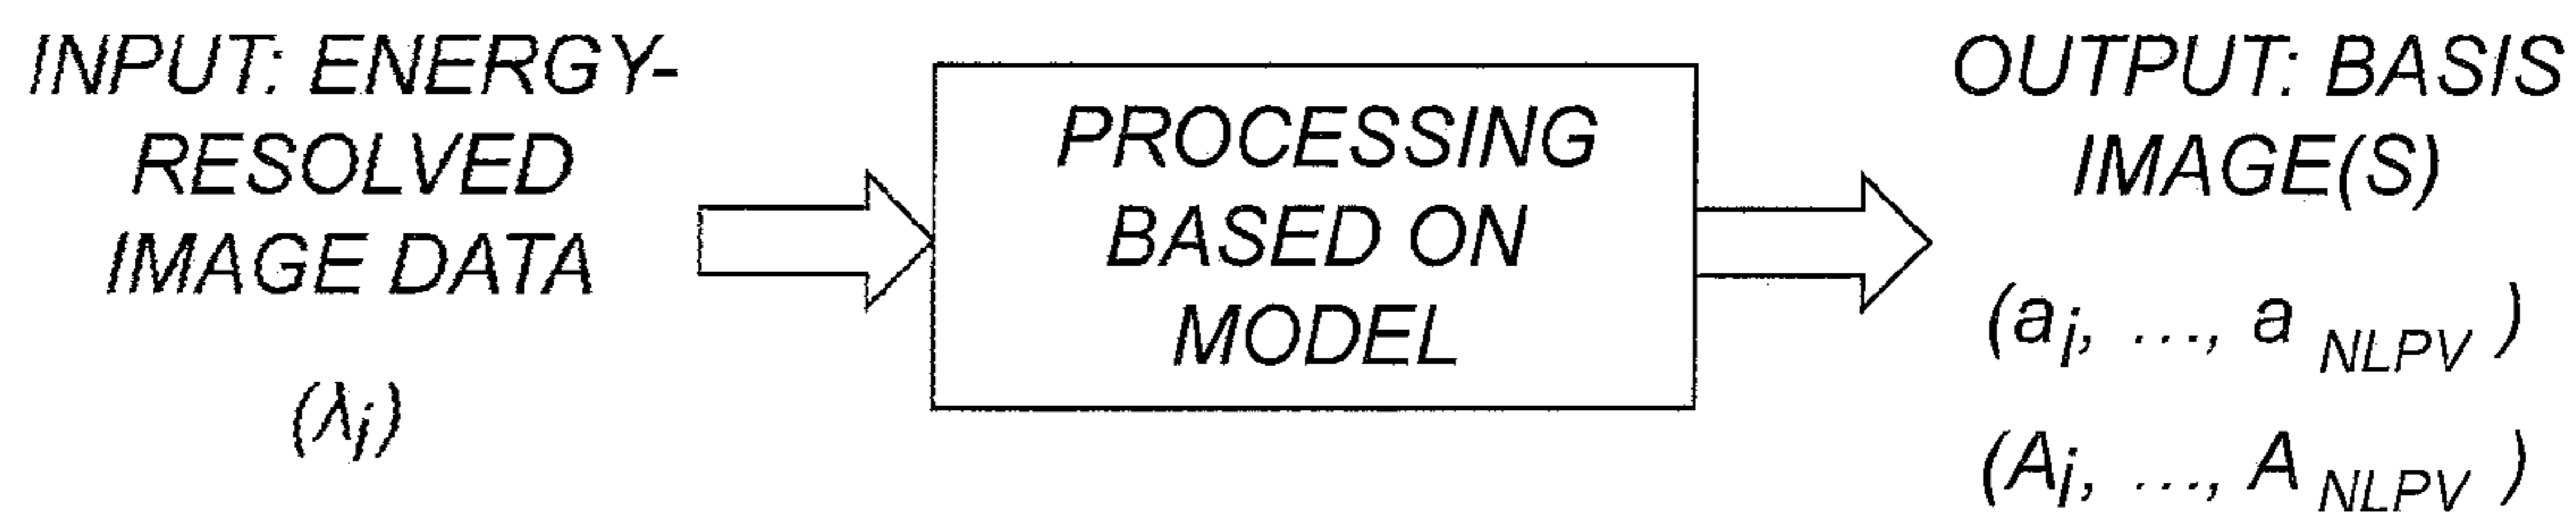 INPUT: ENERGY-
RESOLVED
IMAGE DATA
(λi)
PROCESSING
BASED ON
MODEL
OUTPUT: BASIS
IMAGE(S)
(ai, ..., a NLPV )
(Ai, ..., A NLPV )